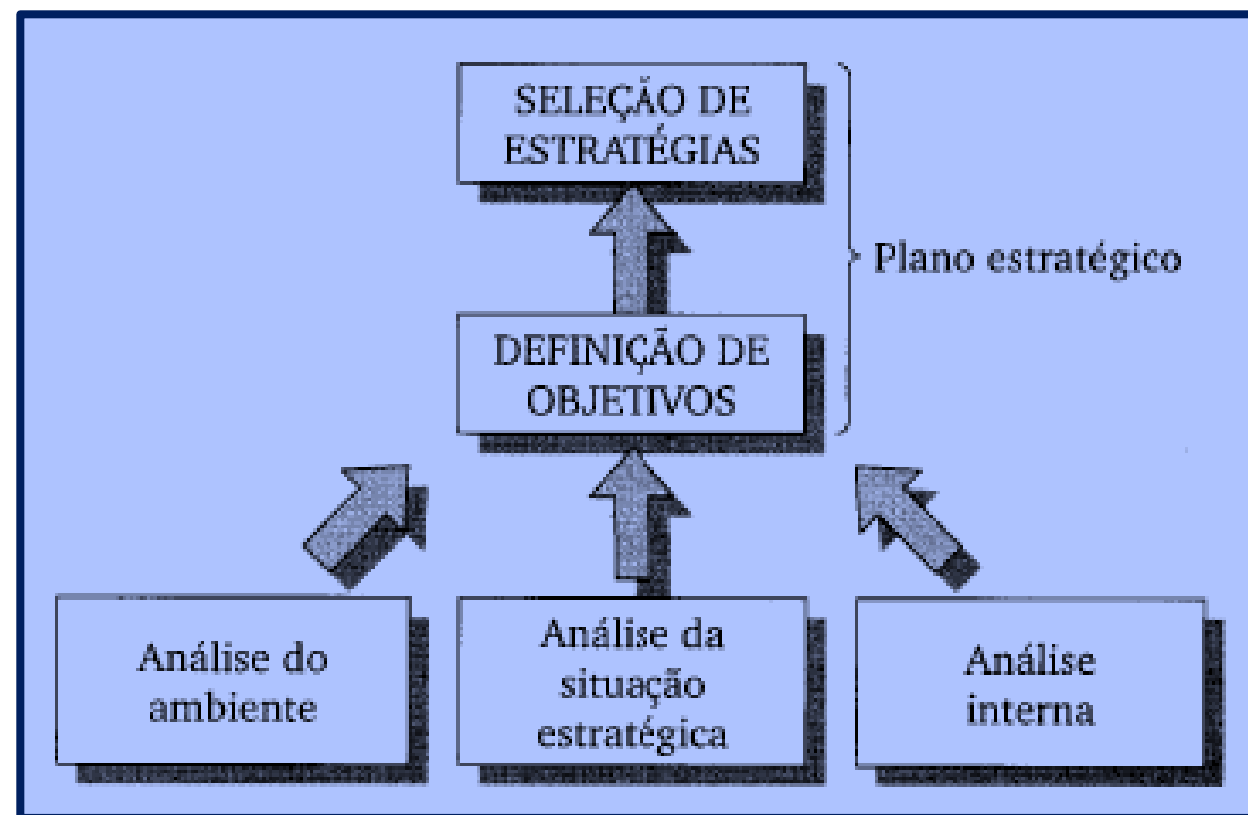 SELEÇÃO DE
ESTRATÉGIAS
Plano estratégico
DEFINIÇÃO DE
OBJETIVOS
Análise do
ambiente
Análise da
situação
estratégica
Análise
interna